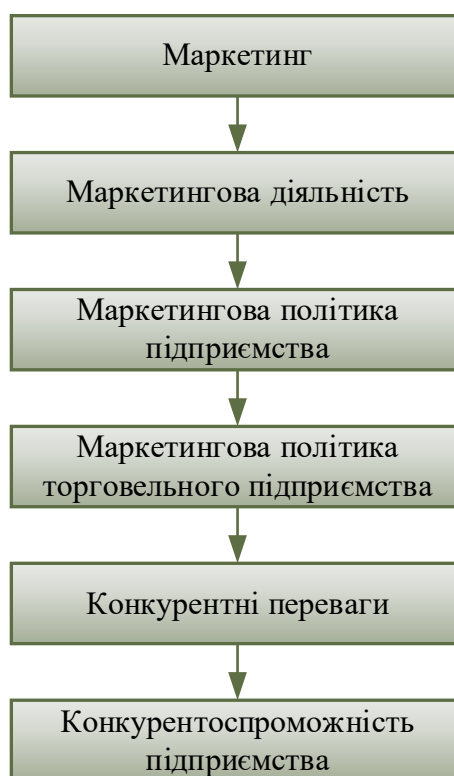 Маркетинг
Маркетингова діяльність
Маркетингова політика
підприємства
Маркетингова політика
торговельного підприємства
Конкурентні переваги
Конкурентоспроможність
підприємства